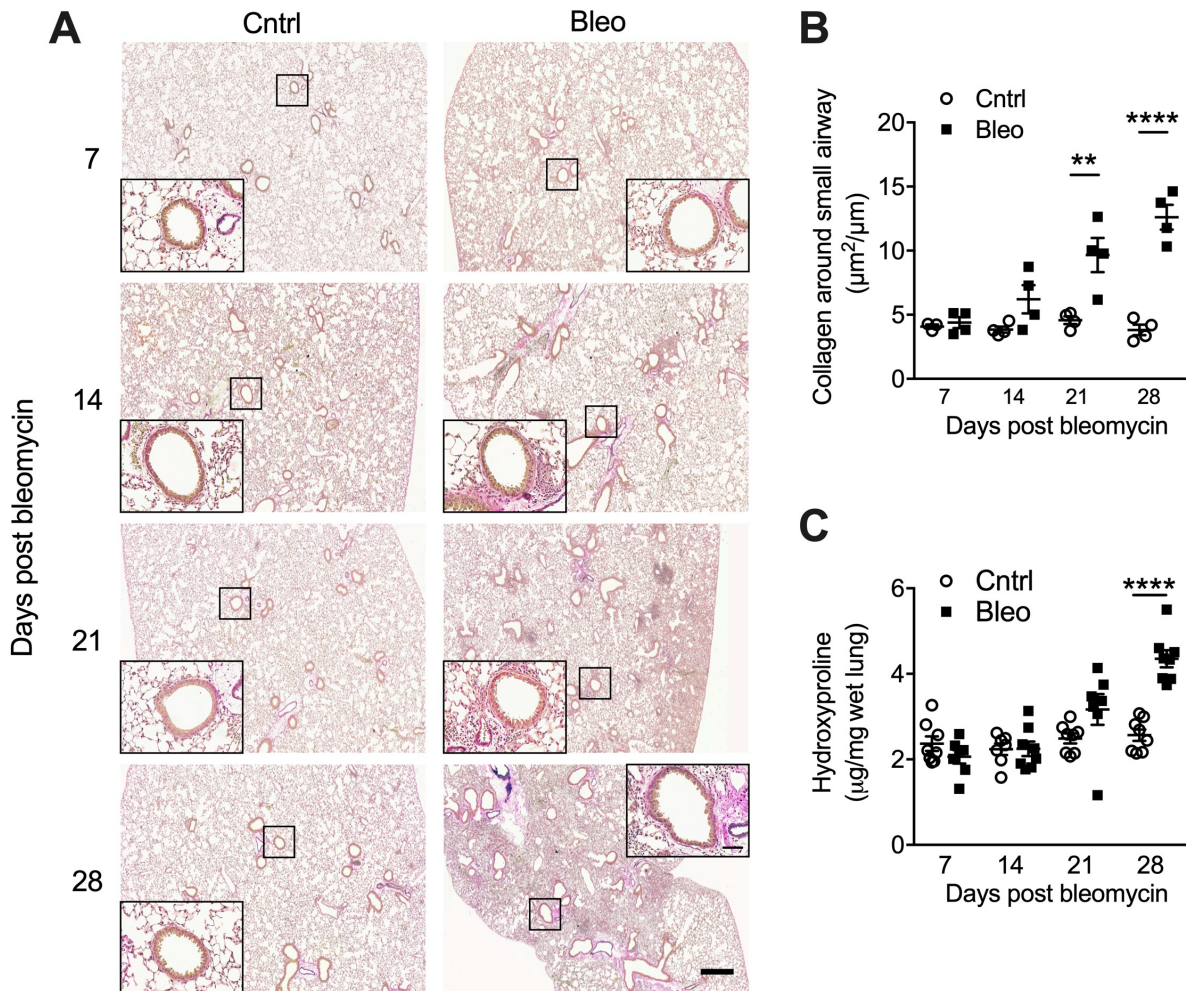 A
Cntrl
Bleo
Days post bleomycin
7
14
21
28
B
Cntrl
Bleo
Collagen around small airway
(μm²/μm)
20
15
10
5
0
**
****
7 14 21 28
Days post bleomycin
C
Cntrl
Bleo
Hydroxyproline
(μg/mg wet lung)
6
4
2
0
****
7 14 21 28
Days post bleomycin